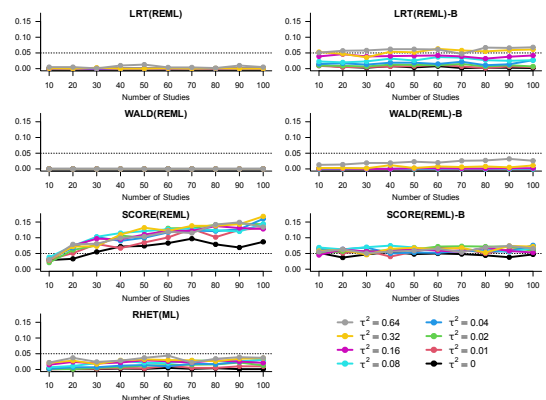 LRT(REML)
0.15
0.10
0.05
0.00
10 20 30 40 50 60 70 80 90 100
Number of Studies
LRT(REML)-B
0.15
0.10
0.05
0.00
10 20 30 40 50 60 70 80 90 100
Number of Studies
WALD(REML)
0.15
0.10
0.05
0.00
10 20 30 40 50 60 70 80 90 100
Number of Studies
WALD(REML)-B
0.15
0.10
0.05
0.00
10 20 30 40 50 60 70 80 90 100
Number of Studies
SCORE(REML)
0.15
0.10
0.05
0.00
10 20 30 40 50 60 70 80 90 100
Number of Studies
SCORE(REML)-B
0.15
0.10
0.05
0.00
10 20 30 40 50 60 70 80 90 100
Number of Studies
RHET(ML)
0.15
0.10
0.05
0.00
10 20 30 40 50 60 70 80 90 100
Number of Studies
τ² = 0.64
τ² = 0.32
τ² = 0.16
τ² = 0.08
τ² = 0.04
τ² = 0.02
τ² = 0.01
τ² = 0